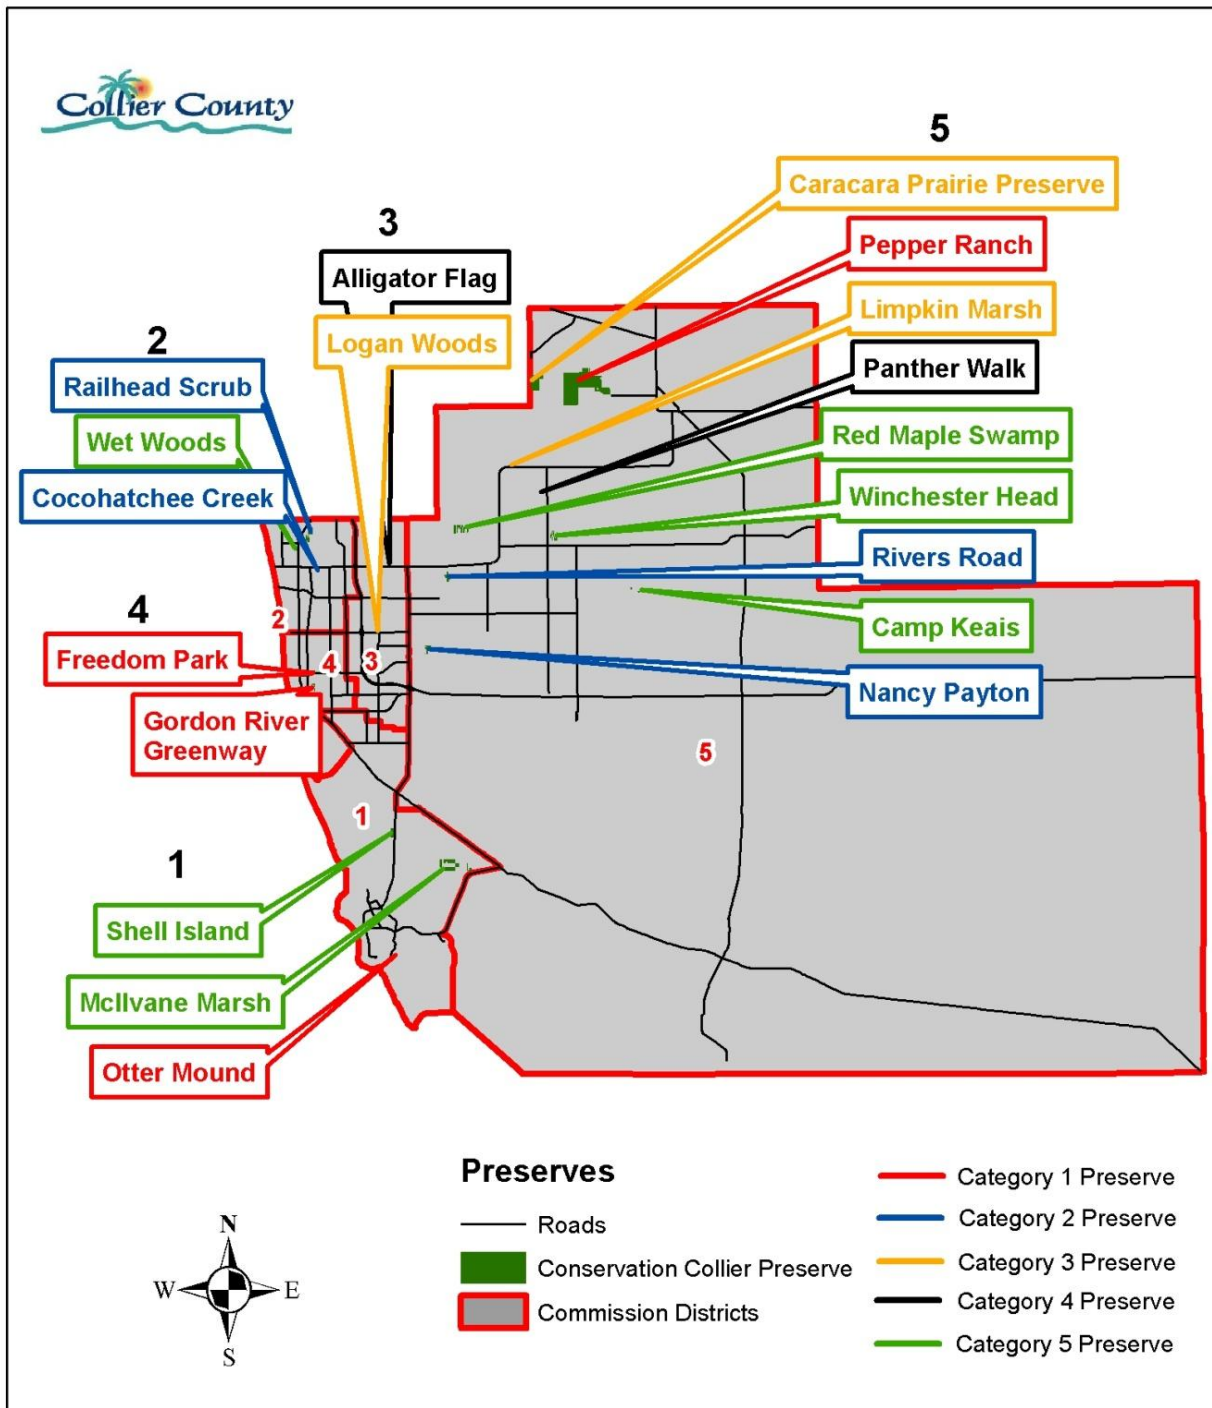 Collier County
5
Caracara Prairie Preserve
Pepper Ranch
Limpkin Marsh
Panther Walk
Red Maple Swamp
Winchester Head
Rivers Road
Camp Keais
Nancy Payton
3
Alligator Flag
Logan Woods
2
Railhead Scrub
Wet Woods
Cocohatchee Creek
4
Freedom Park
Gordon River
Greenway
1
Shell Island
McIlvane Marsh
Otter Mound
2
4
3
5
1
Preserves
Roads
Conservation Collier Preserve
Commission Districts
Category 1 Preserve
Category 2 Preserve
Category 3 Preserve
Category 4 Preserve
Category 5 Preserve
N
W
E
S